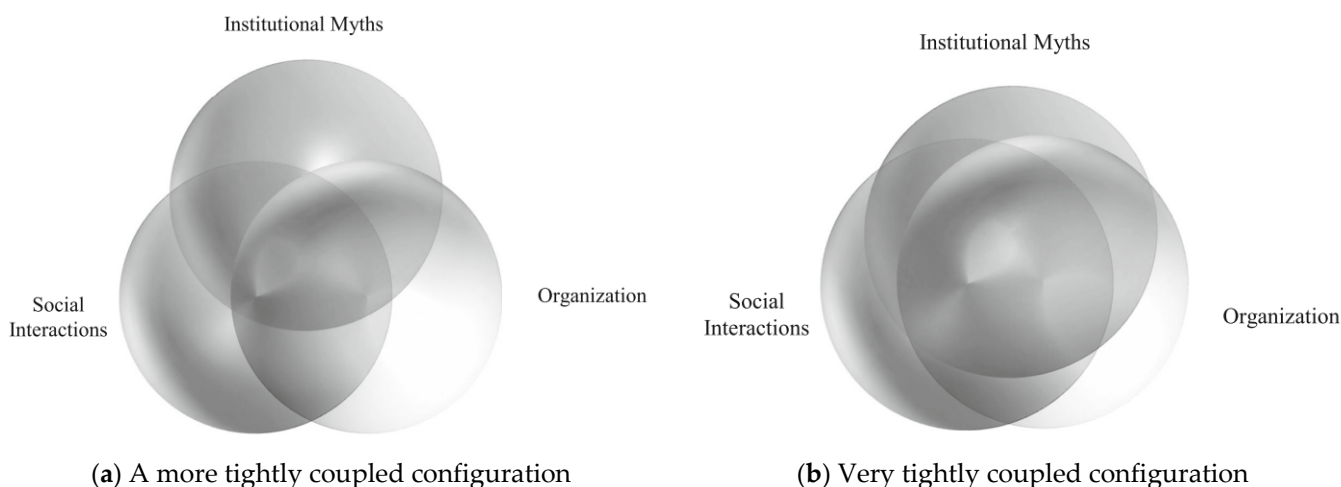 Institutional Myths
Social
Interactions
Organization
(a) A more tightly coupled configuration
Institutional Myths
Social
Interactions
Organization
(b) Very tightly coupled configuration